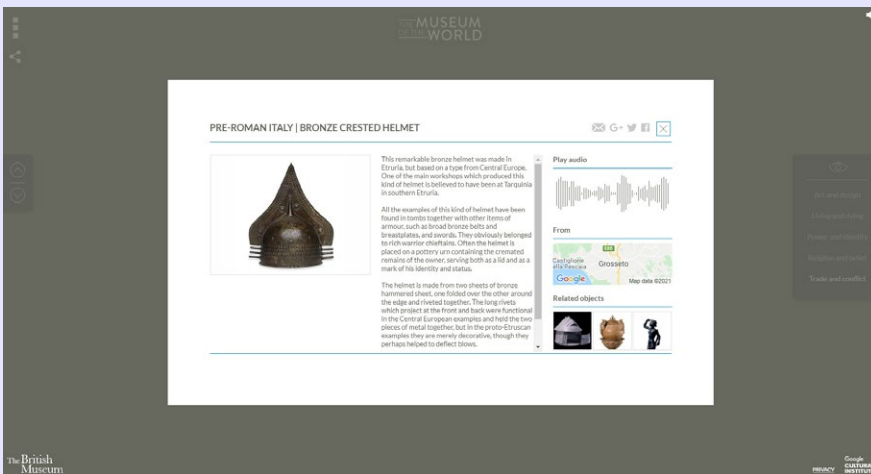 THE MUSEUM
OF THE WORLD
PRE-ROMAN ITALY | BRONZE CRESTED HELMET
G+
This remarkable bronze helmet was made in
Etruria, but based on a type from Central Europe.
One of the main workshops which produced this
kind of helmet is believed to have been at Tarquinia
in southern Etruria.
All the examples of this kind of helmet have been
found in tombs together with other items of
armour, such as broad bronze belts and
breastplates, and swords. They obviously belonged
to rich warrior chieftains. Often the helmet is
placed on a pottery urn containing the cremated
remains of the owner, serving both as a lid and as a
mark of his identity and status.
The helmet is made from two sheets of bronze
hammered sheet, one folded over the other around
the edge and riveted together. The long rivets
which project at the front and back were functional
in the Central European examples and held the two
pieces of metal together, but in the proto-Etruscan
examples they are merely decorative, though they
perhaps helped to deflect blows.
Play audio
From
Castiglione
della Pescaia
Grosseto
Google
Map data ©2021
Related objects
Art and design
Living and dying
Power and identity
Religion and belief
Trade and conflict
The British
Museum
PRIVACY
Google
CULTURAL
INSTITUT